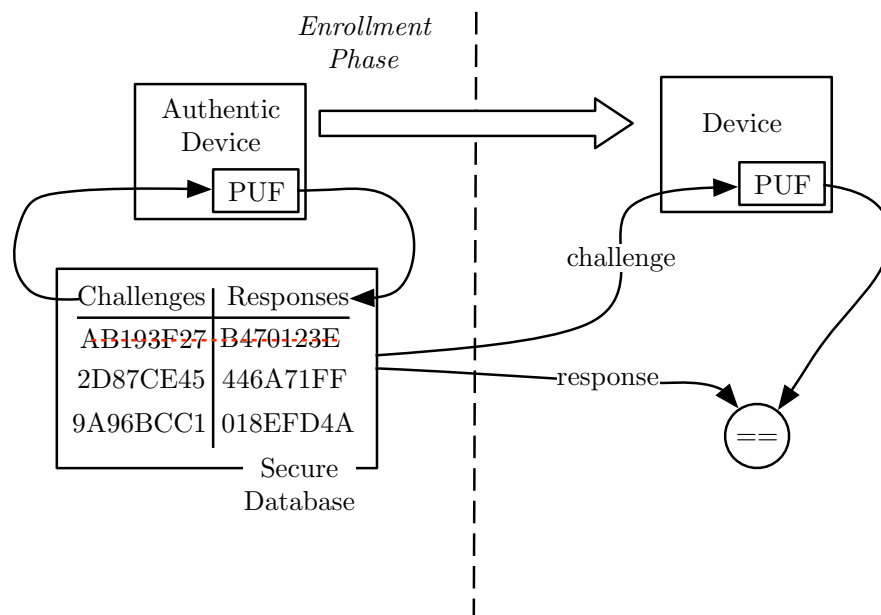 Enrollment
Phase
Authentic
Device
PUF
Device
PUF
challenge
Challenges Responses
AB193F27 B470123E
2D87CE45 446A71FF
9A96BCC1 018EFD4A
response
==
Secure
Database